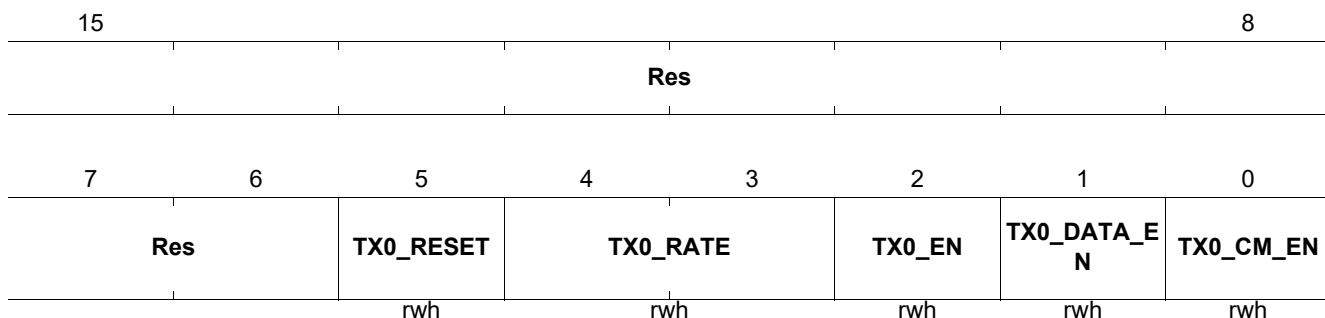 15 8
Res
7 6 5 4 3 2 1 0
Res TX0_RESET TX0_RATE TX0_EN TX0_DATA_E TX0_CM_EN
N
rwh rwh rwh rwh rwh